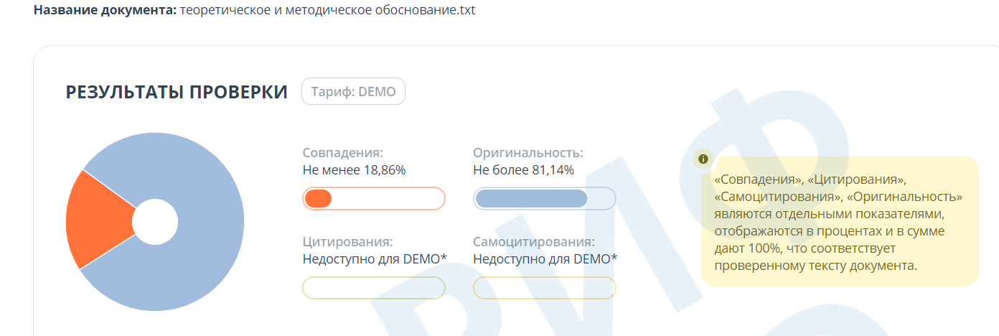 Название документа: теоретическое и методическое обоснование.txt
РЕЗУЛЬТАТЫ ПРОВЕРКИ
Тариф: DEMO
Совпадения:
Не менее 18,86%
Оригинальность:
Не более 81,14%
Цитирования:
Недоступно для DEMO*
Самоцитирования:
Недоступно для DEMO*
«Совпадения», «Цитирования»,
«Самоцитирования», «Оригинальность»
являются отдельными показателями,
отображаются в процентах и в сумме
дают 100%, что соответствует
проверенному тексту документа.